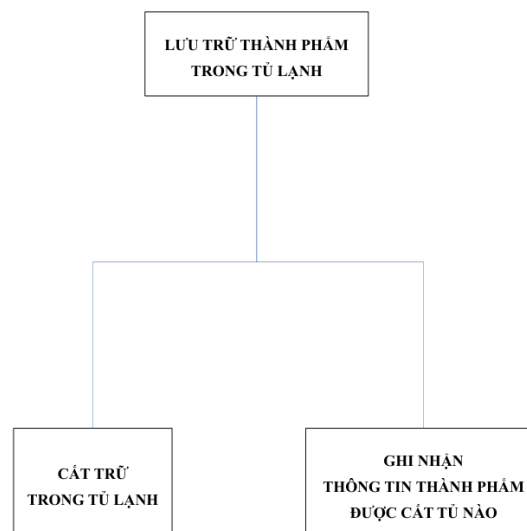 LƯU TRỮ THÀNH PHẨM
TRONG TỦ LẠNH
CẤT TRỮ
TRONG TỦ LẠNH
GHI NHẬN
THÔNG TIN THÀNH PHẨM
ĐƯỢC CẤT TỦ NÀO